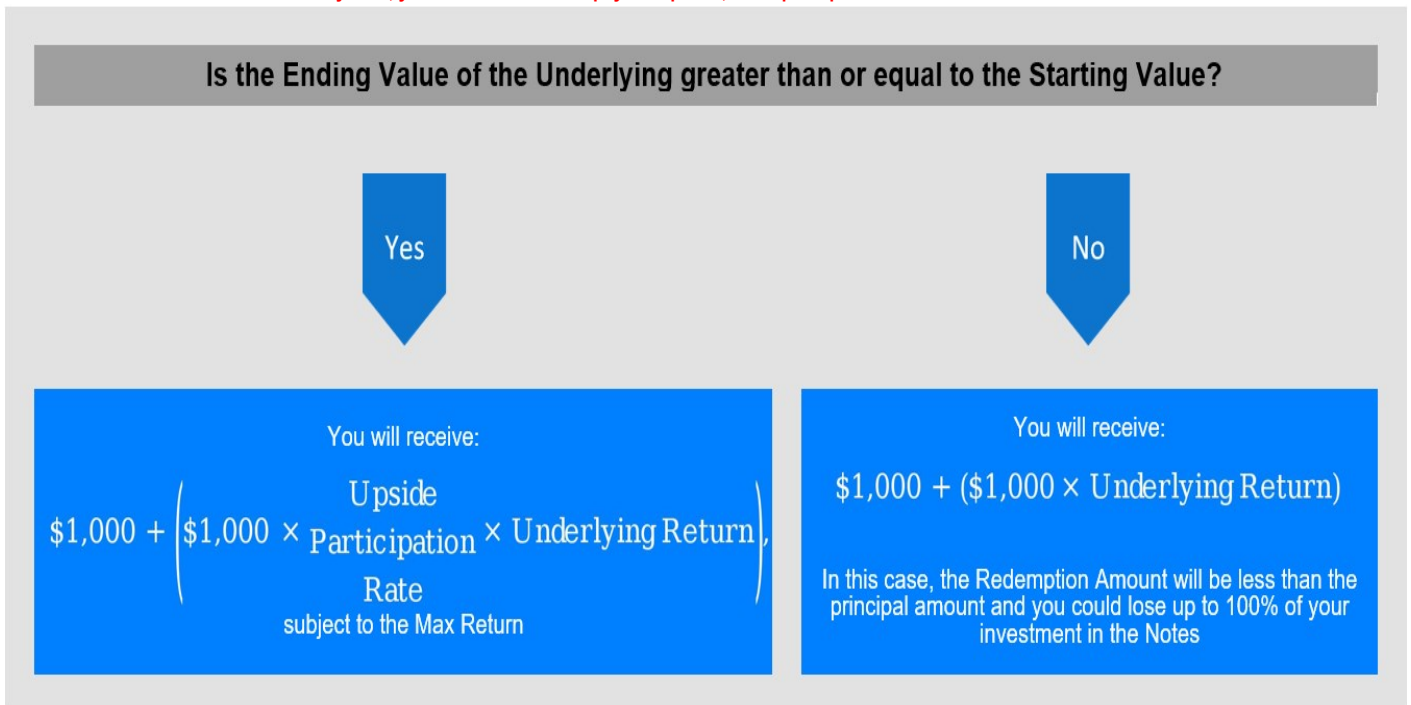 Is the Ending Value of the Underlying greater than or equal to the Starting Value?
Yes
No
You will receive:
$1,000 + ($1,000 × Upside Participation Rate × Underlying Return),
subject to the Max Return
You will receive:
$1,000 + ($1,000 × Underlying Return)
In this case, the Redemption Amount will be less than the
principal amount and you could lose up to 100% of your
investment in the Notes